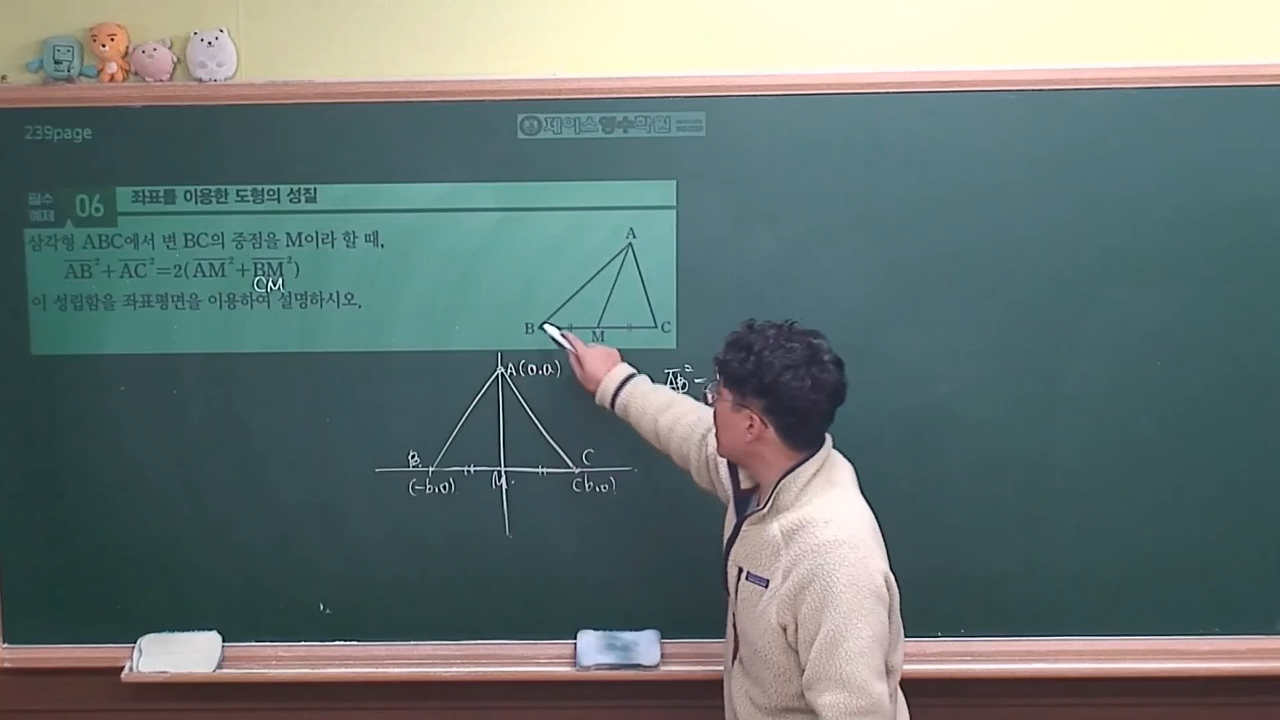 239page
제이스영수학원
필수
예제
06
좌표를 이용한 도형의 성질
삼각형 ABC에서 변 BC의 중점을 M이라 할 때,
AB²+AC²=2(AM²+BM²)
CM
이 성립함을 좌표평면을 이용하여 설명하시오.
A
B M C
A(0,a)
AB²=
B C
M
(-b,0) (b,0)